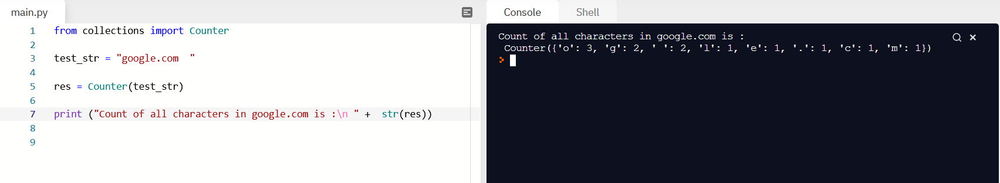 main.py
1 from collections import Counter
2
3 test_str = "google.com  "
4
5 res = Counter(test_str)
6
7 print ("Count of all characters in google.com is :\n " +  str(res))
8
9
Console Shell
Count of all characters in google.com is :
 Counter({'o': 3, 'g': 2, ' ': 2, 'l': 1, 'e': 1, '.': 1, 'c': 1, 'm': 1})